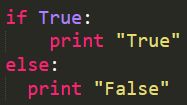 if True:
    print "True"
else:
  print "False"